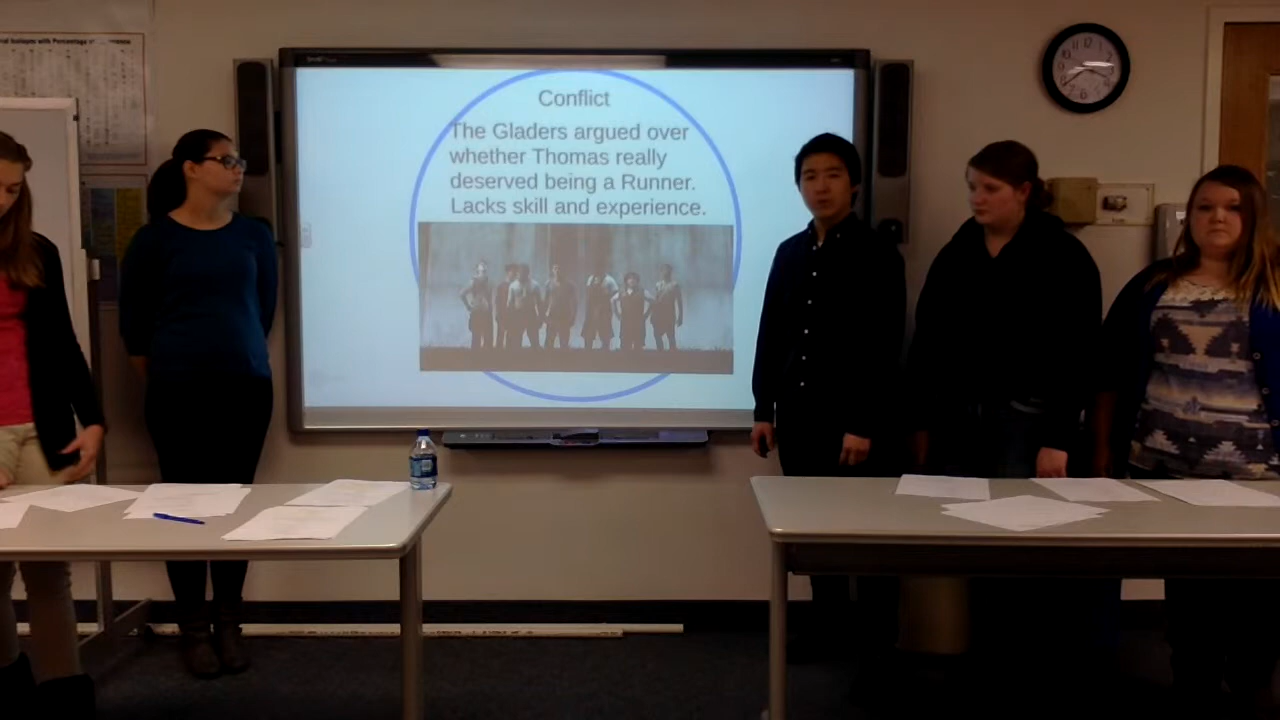 Conflict
The Gladers argued over
whether Thomas really
deserved being a Runner.
Lacks skill and experience.